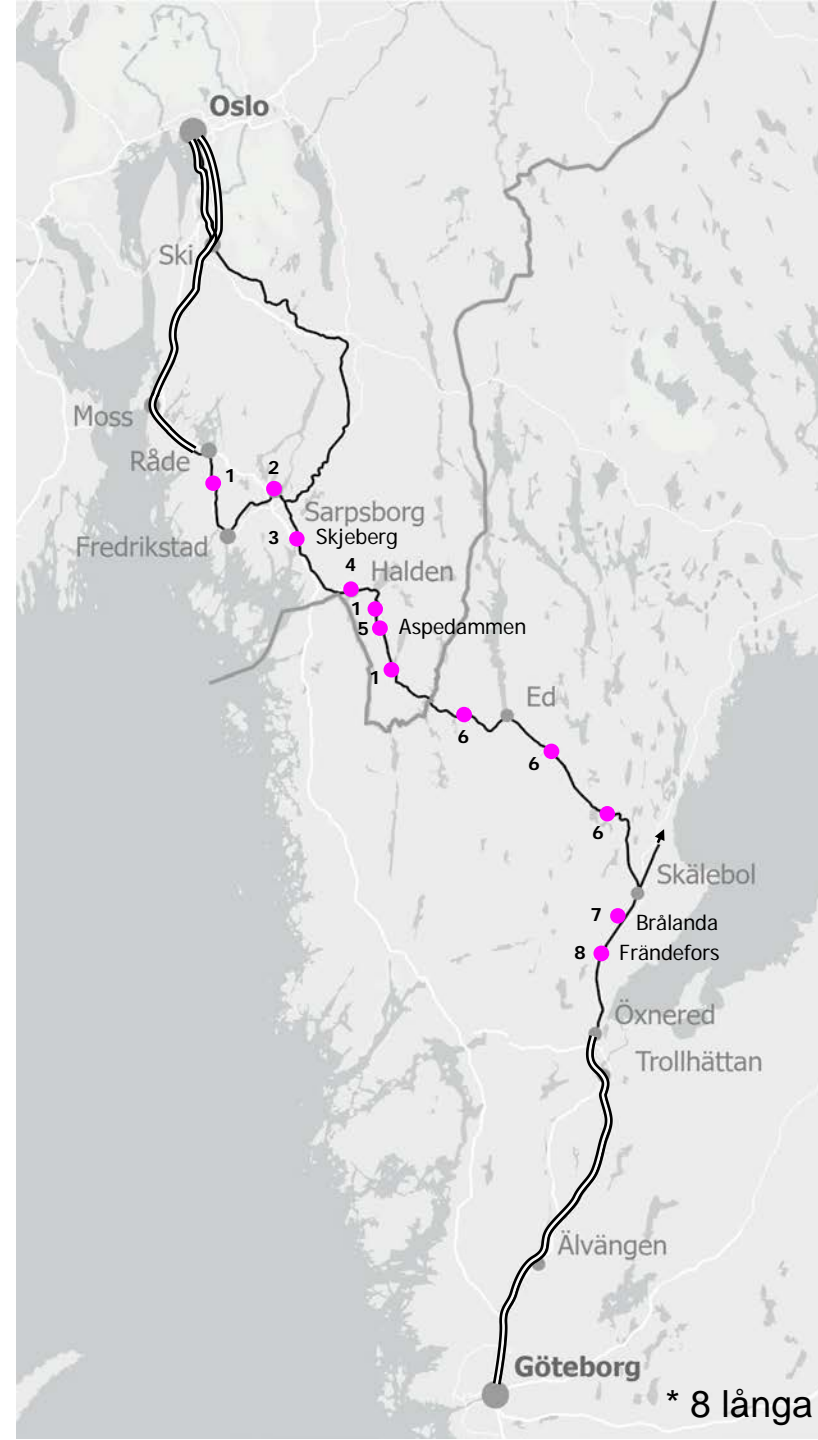 Oslo
Ski
Moss
Råde
1
2
Sarpsborg
Fredrikstad
3 Skjeberg
4
Halden
1
5 Aspedammen
1
Ed
6
6
6
Skälebol
7
Brålanda
8 Frändefors
Öxnered
Trollhättan
Älvängen
Göteborg
* 8 långa